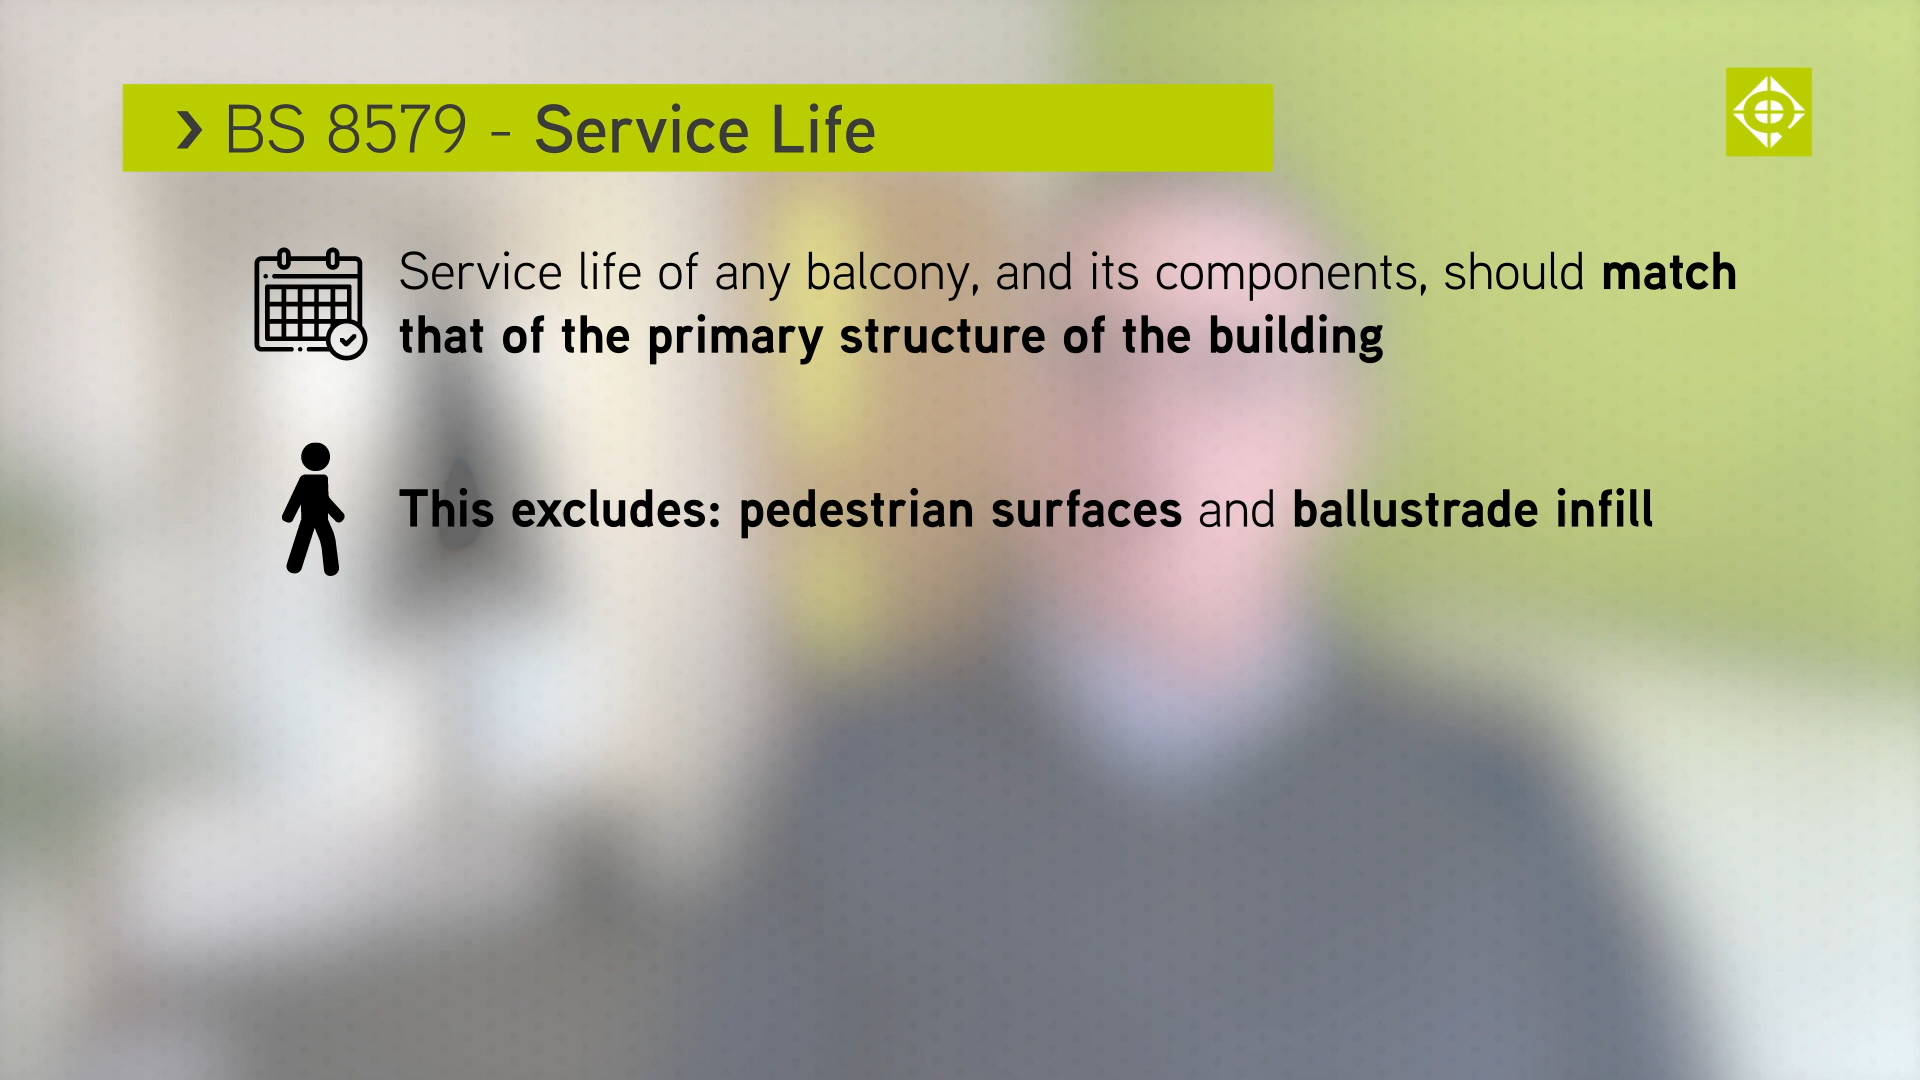 › BS 8579 - Service Life
Service life of any balcony, and its components, should match
that of the primary structure of the building
This excludes: pedestrian surfaces and ballustrade infill